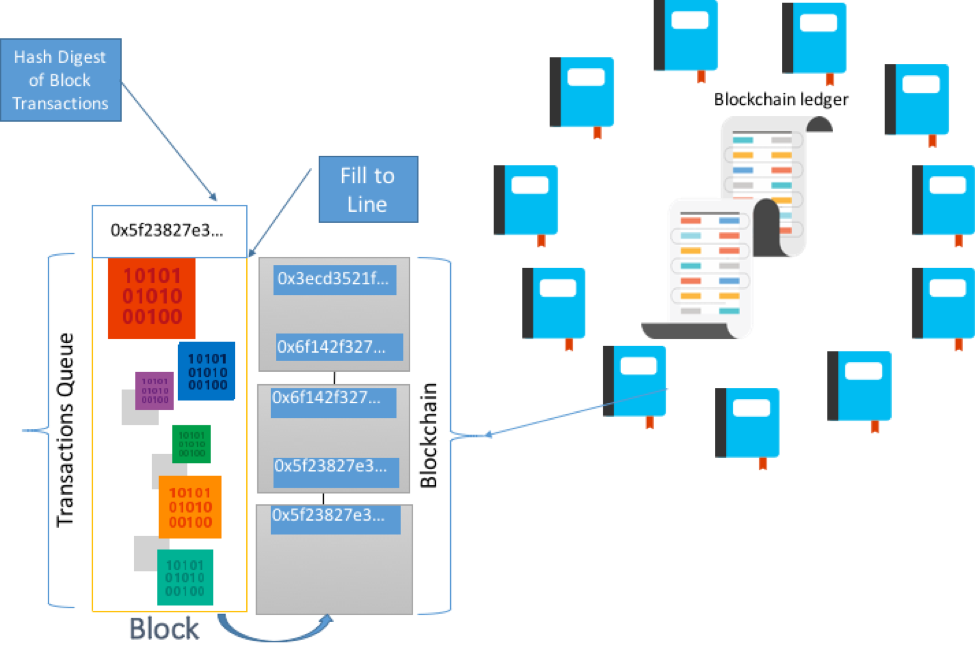 Hash Digest
of Block
Transactions
Fill to
Line
Blockchain ledger
0x5f23827e3...
Transactions Queue
10101
01010
00100
10101
01010
00100
10101
01010
00100
10101
01010
00100
10101
01010
00100
10101
01010
00100
Block
0x3ecd3521f...
0x6f142f327...
0x6f142f327...
0x5f23827e3...
0x5f23827e3...
Blockchain